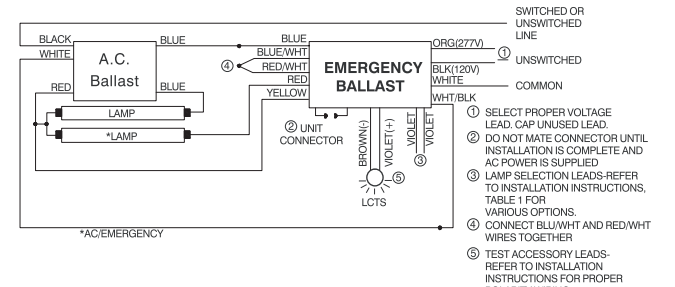 SWITCHED OR
UNSWITCHED
LINE
BLACK
BLUE
BLUE
ORG(277V)
①
WHITE
A.C.
Ballast
BLUE/WHT
UNSWITCHED
④
RED/WHT
EMERGENCY
BALLAST
BLK(120V)
RED
BLUE
RED
WHITE
COMMON
YELLOW
WHT/BLK
LAMP
*LAMP
② UNIT
CONNECTOR
BROWN(-)
VIOLET(+)
VIOLET
VIOLET
③
⑤
LCTS
*AC/EMERGENCY
① SELECT PROPER VOLTAGE
LEAD. CAP UNUSED LEAD.
② DO NOT MATE CONNECTOR UNTIL
INSTALLATION IS COMPLETE AND
AC POWER IS SUPPLIED
③ LAMP SELECTION LEADS-REFER
TO INSTALLATION INSTRUCTIONS,
TABLE 1 FOR
VARIOUS OPTIONS.
④ CONNECT BLU/WHT AND RED/WHT
WIRES TOGETHER
⑤ TEST ACCESSORY LEADS-
REFER TO INSTALLATION
INSTRUCTIONS FOR PROPER